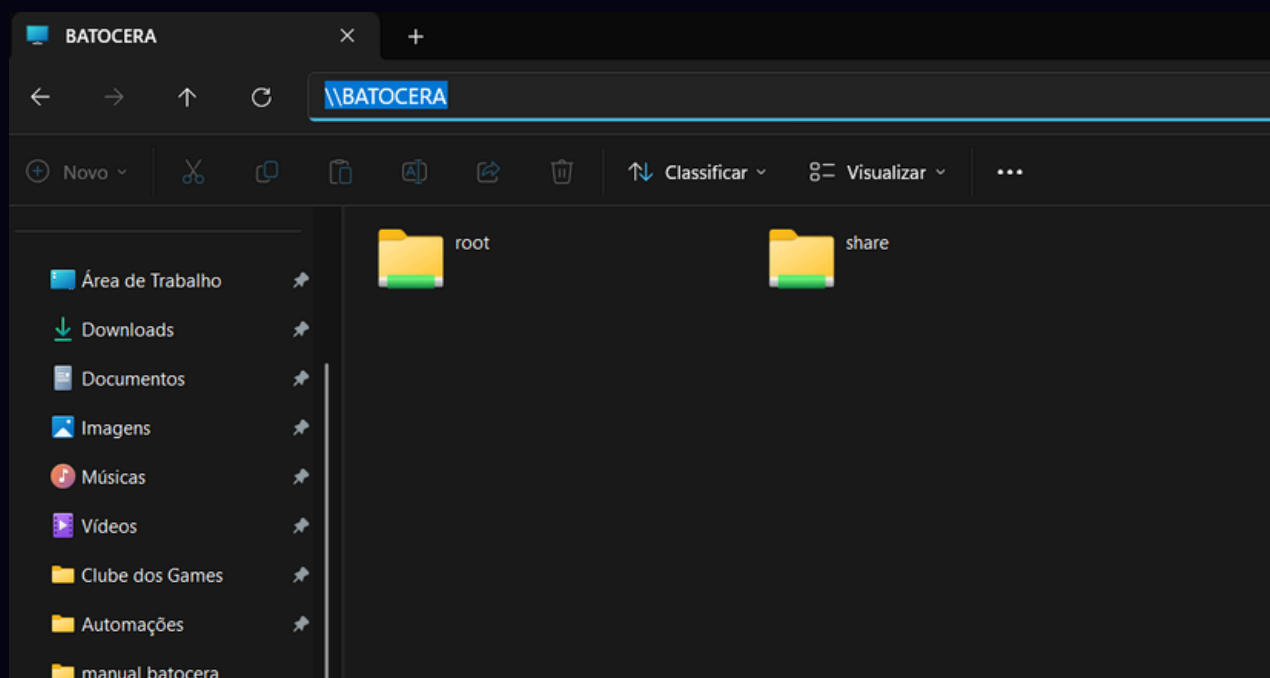 BATOCERA
\\BATOCERA
Novo
Classificar
Visualizar
root
share
Área de Trabalho
Downloads
Documentos
Imagens
Músicas
Vídeos
Clube dos Games
Automações
manual batocera